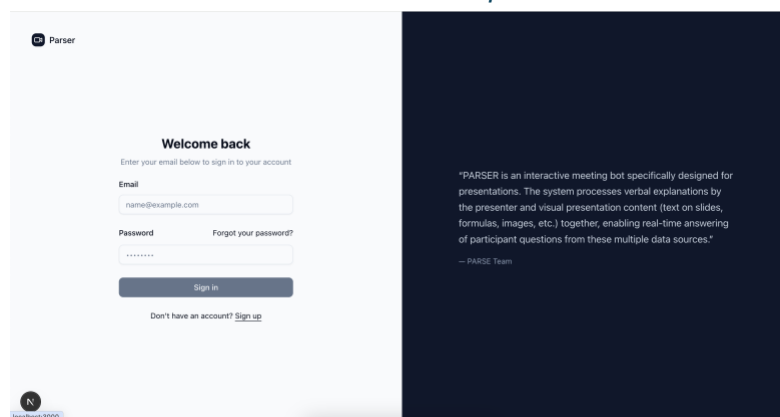 Parser
Welcome back
Enter your email below to sign in to your account
Email
name@example.com
Password Forgot your password?
Sign in
Don't have an account? Sign up
"PARSER is an interactive meeting bot specifically designed for
presentations. The system processes verbal explanations by
the presenter and visual presentation content (text on slides,
formulas, images, etc.) together, enabling real-time answering
of participant questions from these multiple data sources."
— PARSE Team
N
localhost:3000